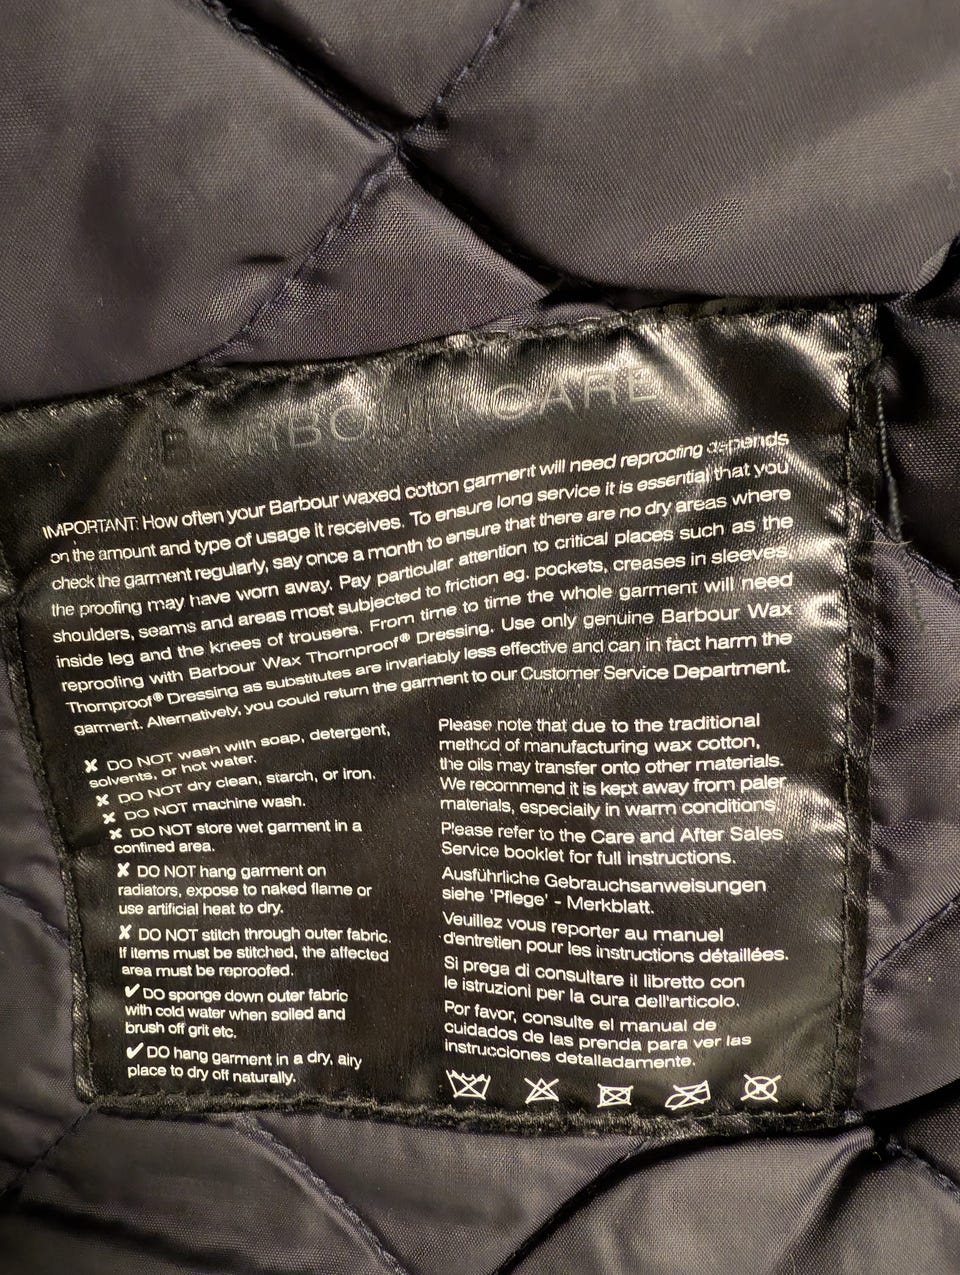 BARBOUR CARE
IMPORTANT: How often your Barbour waxed cotton garment will need reproofing depends
on the amount and type of usage it receives. To ensure long service it is essential that you
check the garment regularly, say once a month to ensure that there are no dry areas where
the proofing may have worn away. Pay particular attention to critical places such as the
shoulders, seams and areas most subjected to friction eg. pockets, creases in sleeves,
inside leg and the knees of trousers. From time to time the whole garment will need
reproofing with Barbour Wax Thornproof® Dressing. Use only genuine Barbour Wax
Thornproof® Dressing as substitutes are invariably less effective and can in fact harm the
garment. Alternatively, you could return the garment to our Customer Service Department.
✘ DO NOT wash with soap, detergent,
solvents, or hot water.
✘ DO NOT dry clean, starch, or iron.
✘ DO NOT machine wash.
✘ DO NOT store wet garment in a
confined area.
✘ DO NOT hang garment on
radiators, expose to naked flame or
use artificial heat to dry.
✘ DO NOT stitch through outer fabric.
If items must be stitched, the affected
area must be reproofed.
✔ DO sponge down outer fabric
with cold water when soiled and
brush off grit etc.
✔ DO hang garment in a dry, airy
place to dry off naturally.
Please note that due to the traditional
method of manufacturing wax cotton,
the oils may transfer onto other materials.
We recommend it is kept away from paler
materials, especially in warm conditions.
Please refer to the Care and After Sales
Service booklet for full instructions.
Ausführliche Gebrauchsanweisungen
siehe 'Pflege' - Merkblatt.
Veuillez vous reporter au manuel
d'entretien pour les instructions détaillées.
Si prega di consultare il libretto con
le istruzioni per la cura dell'articolo.
Por favor, consulte el manual de
cuidados de las prenda para ver las
instrucciones detalladamente.